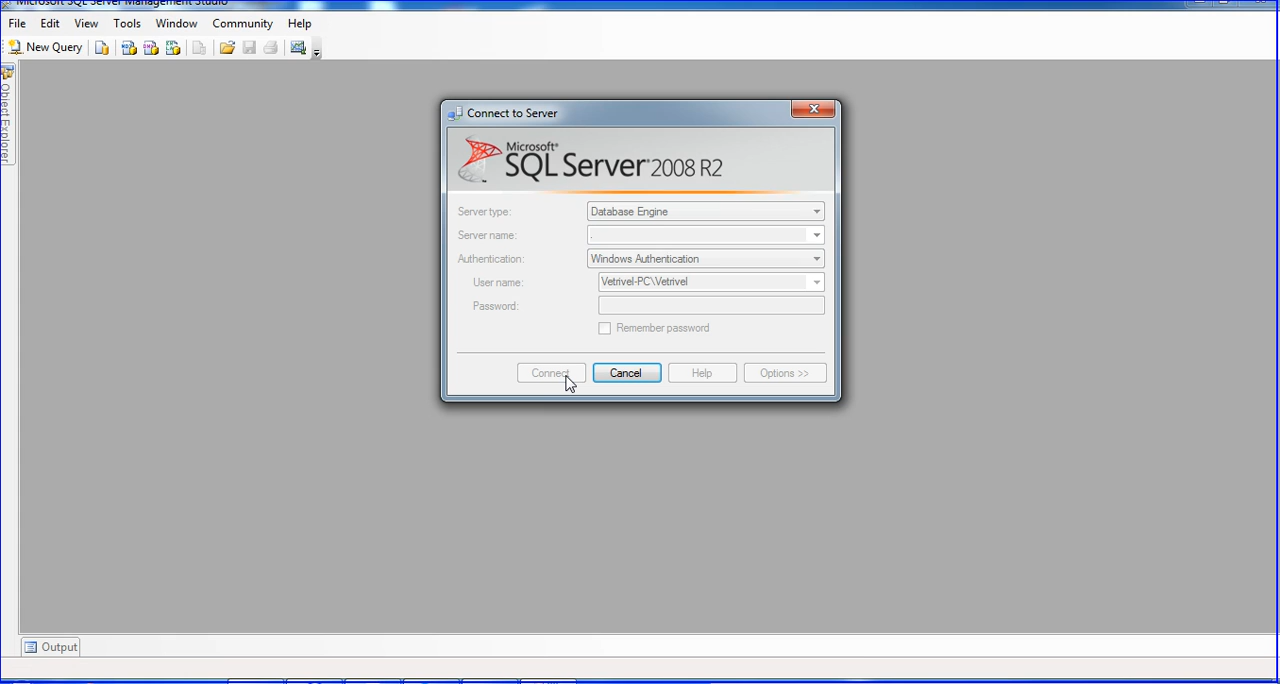 Microsoft SQL Server Management Studio
File Edit View Tools Window Community Help
New Query
Object Explorer
Connect to Server
Microsoft®
SQL Server® 2008 R2
Server type: Database Engine
Server name: .
Authentication: Windows Authentication
User name: Vetrivel-PC\Vetrivel
Password:
Remember password
Connect Cancel Help Options >>
Output